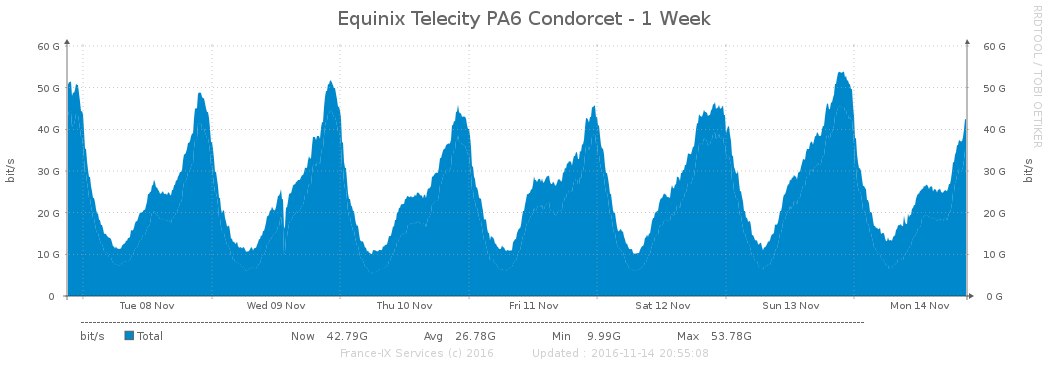 Equinix Telecity PA6 Condorcet - 1 Week
RRDTOOL / TOBI OETIKER
60 G 60 G
50 G 50 G
40 G 40 G
30 G 30 G
20 G 20 G
10 G 10 G
0 0 G
bit/s
bit/s
Tue 08 Nov Wed 09 Nov Thu 10 Nov Fri 11 Nov Sat 12 Nov Sun 13 Nov Mon 14 Nov
bit/s Total Now 42.79G Avg 26.78G Min 9.99G Max 53.78G
France-IX Services (c) 2016 Updated : 2016-11-14 20:55:08